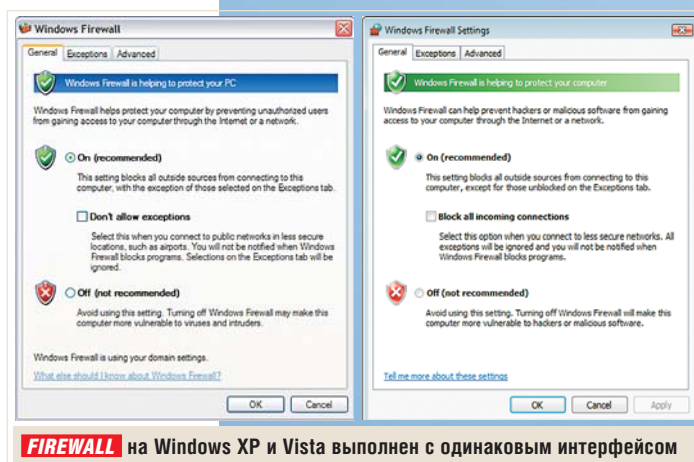 Windows Firewall
General Exceptions Advanced
Windows Firewall is helping to protect your PC
Windows Firewall helps protect your computer by preventing unauthorized users
from gaining access to your computer through the Internet or a network.
On (recommended)
This setting blocks all outside sources from connecting to this
computer, with the exception of those selected on the Exceptions tab.
Don't allow exceptions
Select this when you connect to public networks in less secure
locations, such as airports. You will not be notified when Windows
Firewall blocks programs. Selections on the Exceptions tab will be
ignored.
Off (not recommended)
Avoid using this setting. Turning off Windows Firewall may make this
computer more vulnerable to viruses and intruders.
Windows Firewall is using your domain settings.
What else should I know about Windows Firewall?
OK Cancel
Windows Firewall Settings
General Exceptions Advanced
Windows Firewall is helping to protect your computer
Windows Firewall can help prevent hackers or malicious software from gaining
access to your computer through the Internet or a network.
On (recommended)
This setting blocks all outside sources from connecting to this
computer, except for those unblocked on the Exceptions tab.
Block all incoming connections
Select this option when you connect to less secure networks. All
exceptions will be ignored and you will not be notified when
Windows Firewall blocks programs.
Off (not recommended)
Avoid using this setting. Turning off Windows Firewall will make this
computer more vulnerable to hackers or malicious software.
Tell me more about these settings
OK Cancel Apply
FIREWALL на Windows XP и Vista выполнен с одинаковым интерфейсом